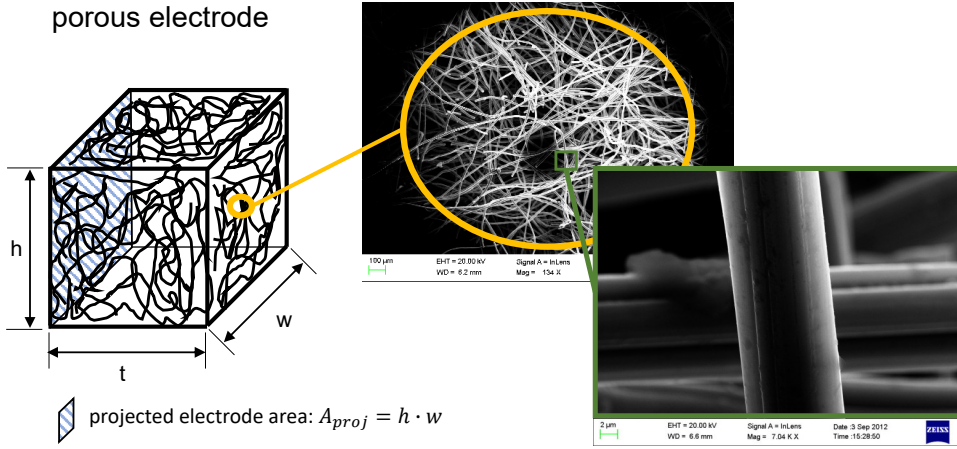 porous electrode
h
w
t
projected electrode area: A_{proj} = h · w
100 µm
EHT = 20.00 kV
WD = 6.2 mm
Signal A = InLens
Mag = 134 X
2 µm
EHT = 20.00 kV
WD = 6.6 mm
Signal A = InLens
Mag = 7.04 K X
Date :3 Sep 2012
Time :15:28:50
ZEISS